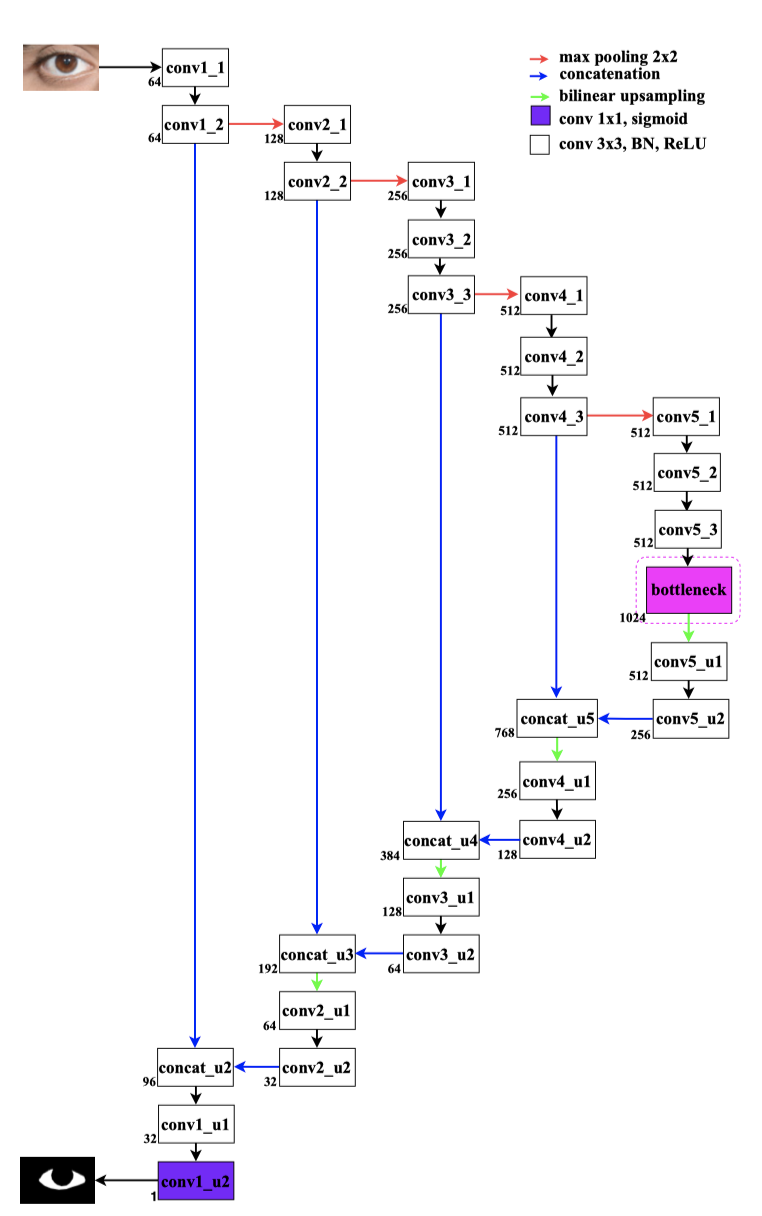 max pooling 2x2
concatenation
bilinear upsampling
conv 1x1, sigmoid
conv 3x3, BN, ReLU
conv1_1
64
conv1_2
64
conv2_1
128
conv2_2
128
conv3_1
256
conv3_2
256
conv3_3
256
conv4_1
512
conv4_2
512
conv4_3
512
conv5_1
512
conv5_2
512
conv5_3
512
bottleneck
1024
conv5_u1
512
conv5_u2
256
concat_u5
768
conv4_u1
256
conv4_u2
128
concat_u4
384
conv3_u1
128
conv3_u2
64
concat_u3
192
conv2_u1
64
conv2_u2
32
concat_u2
96
conv1_u1
32
conv1_u2
1